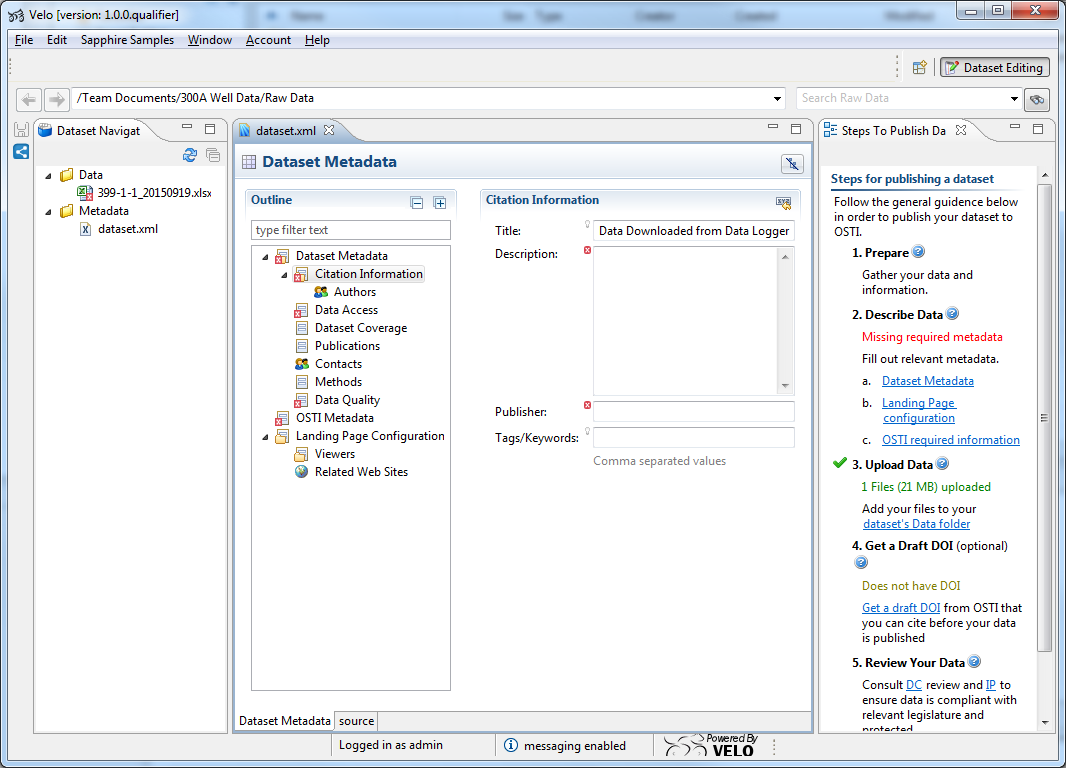 Velo [version: 1.0.0.qualifier]
Name Size Type Creator Created Modified
File Edit Sapphire Samples Window Account Help
Dataset Editing
/Team Documents/300A Well Data/Raw Data
Search Raw Data
Dataset Navigat
Data
399-1-1_20150919.xlsx
Metadata
dataset.xml
dataset.xml
Dataset Metadata
Outline
type filter text
Dataset Metadata
Citation Information
Authors
Data Access
Dataset Coverage
Publications
Contacts
Methods
Data Quality
OSTI Metadata
Landing Page Configuration
Viewers
Related Web Sites
Citation Information
Title: Data Downloaded from Data Logger
Description:
Publisher:
Tags/Keywords:
Comma separated values
Dataset Metadata source
Steps To Publish Da
Steps for publishing a dataset
Follow the general guidence below
in order to publish your dataset to
OSTI.
1. Prepare
Gather your data and
information.
2. Describe Data
Missing required metadata
Fill out relevant metadata.
a. Dataset Metadata
b. Landing Page
configuration
c. OSTI required information
3. Upload Data
1 Files (21 MB) uploaded
Add your files to your
dataset's Data folder
4. Get a Draft DOI (optional)
Does not have DOI
Get a draft DOI from OSTI that
you can cite before your data
is published
5. Review Your Data
Consult DC review and IP to
ensure data is compliant with
relevant legislature and
protected
Logged in as admin
messaging enabled
Powered By
VELO